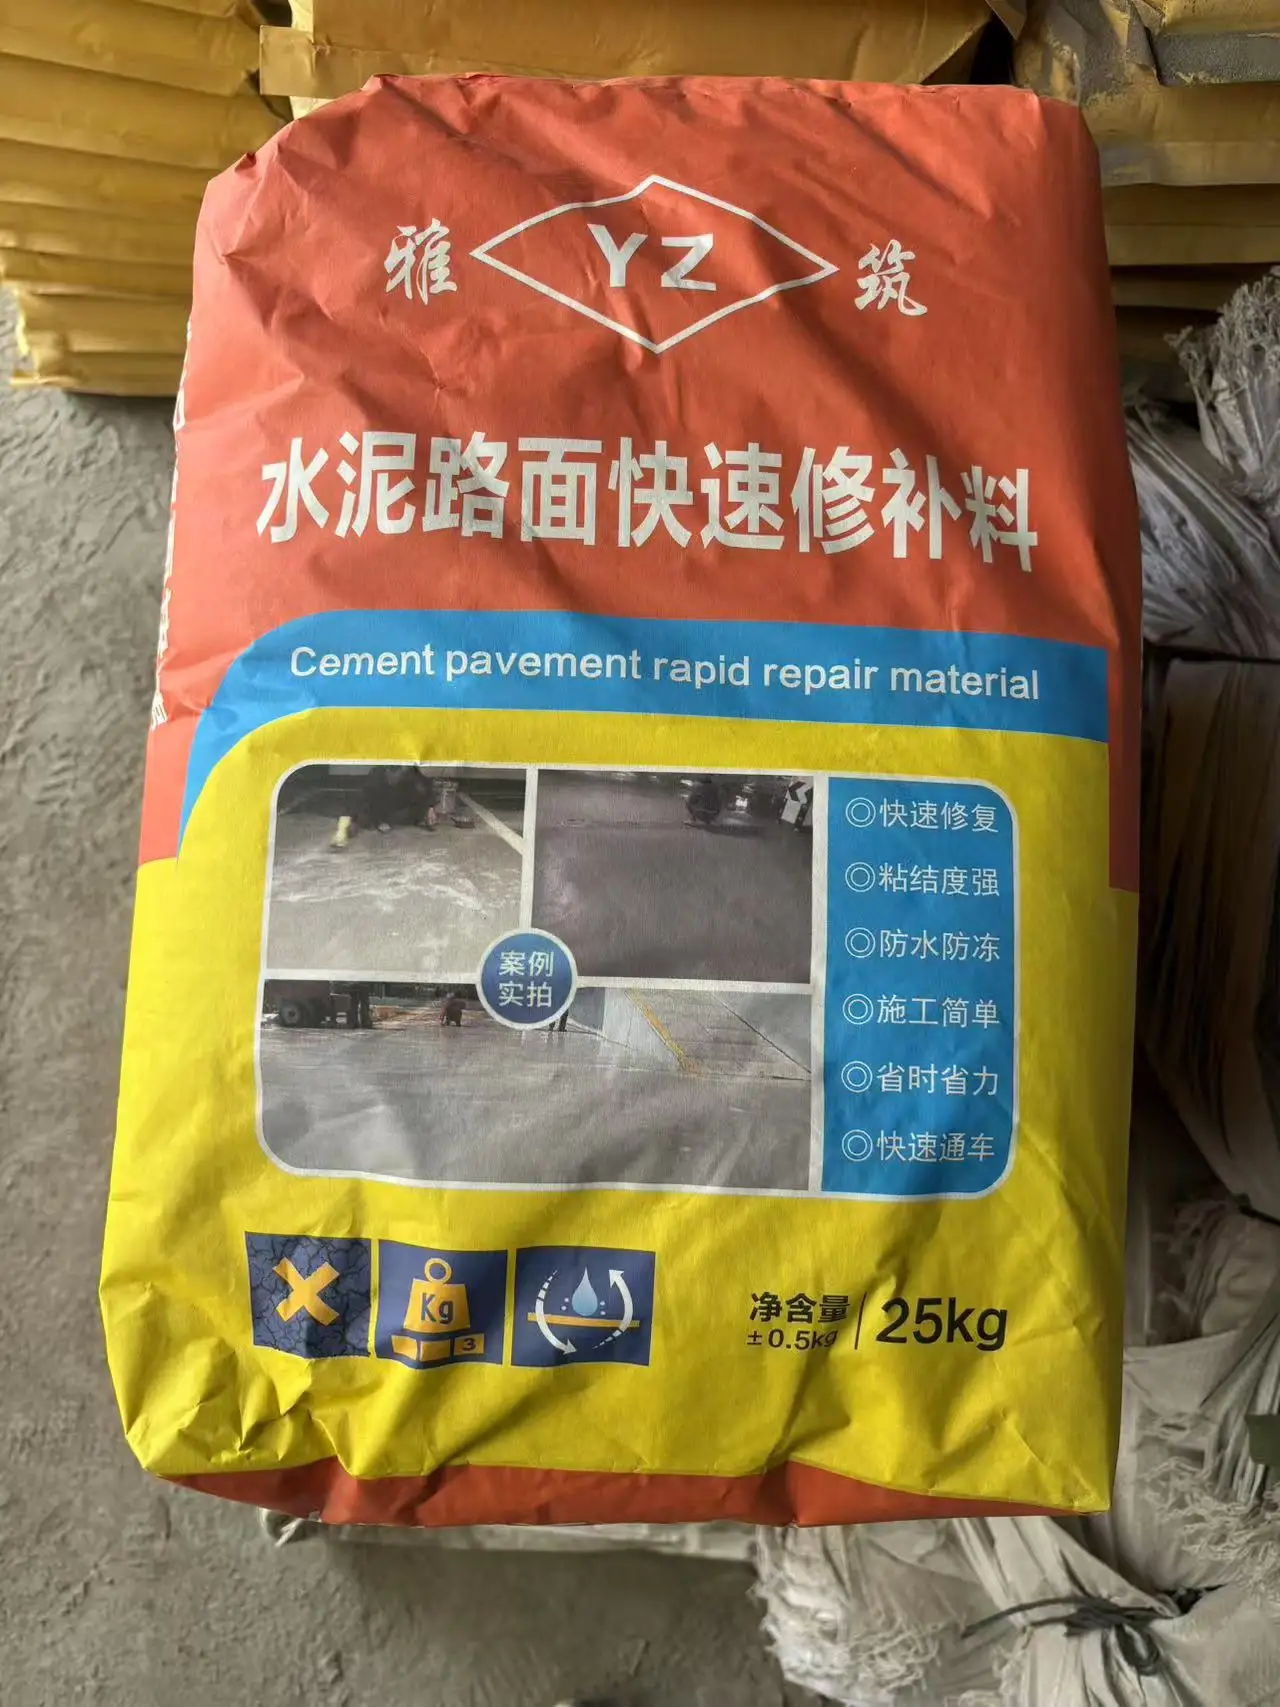 雅 YZ 筑
水泥路面快速修补料
Cement pavement rapid repair material
◎快速修复
◎粘结度强
◎防水防冻
◎施工简单
◎省时省力
◎快速通车
案例
实拍
Kg
3
净含量
±0.5kg
25kg